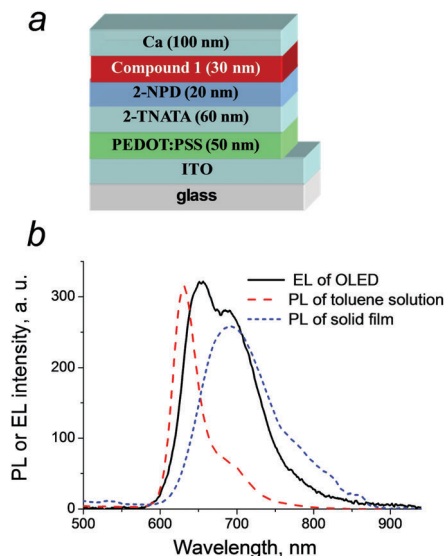 a
Ca (100 nm)
Compound 1 (30 nm)
2-NPD (20 nm)
2-TNATA (60 nm)
PEDOT:PSS (50 nm)
ITO
glass
b
EL of OLED
PL of toluene solution
PL of solid film
PL or EL intensity, a. u.
300
200
100
0
500 600 700 800 900
Wavelength, nm